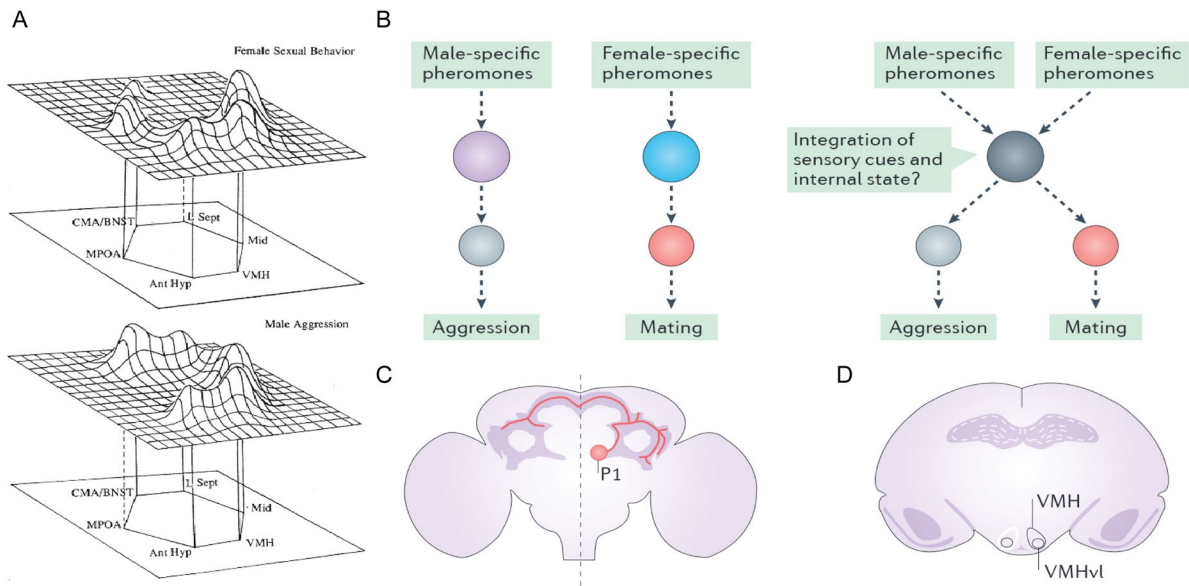 A
Female Sexual Behavior
CMA/BNST
L Sept
Mid
MPOA
Ant Hyp
VMH
Male Aggression
CMA/BNST
L Sept
Mid
MPOA
Ant Hyp
VMH
B
Male-specific
pheromones
Female-specific
pheromones
Aggression
Mating
Male-specific
pheromones
Female-specific
pheromones
Integration of
sensory cues and
internal state?
Aggression
Mating
C
P1
D
VMH
VMHvl